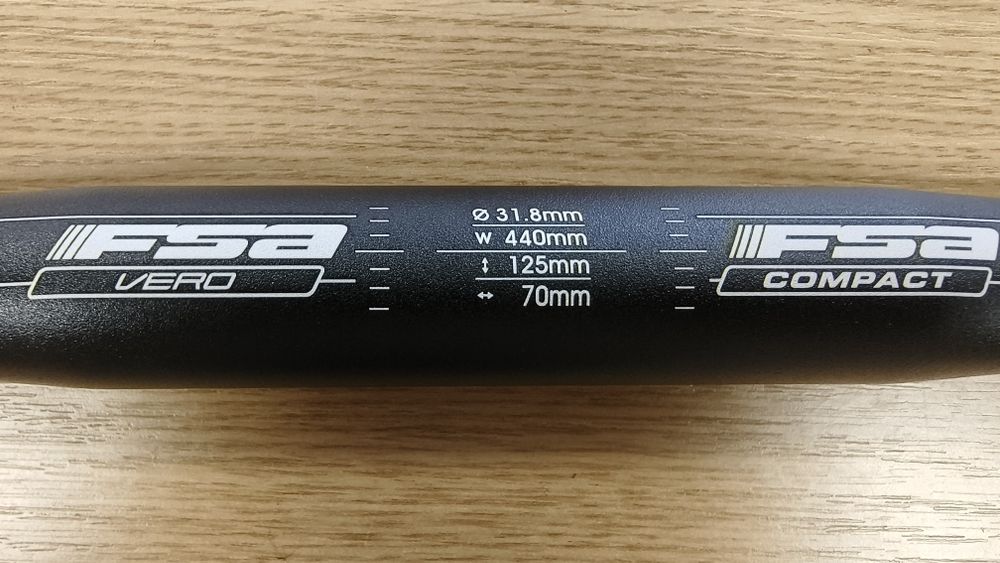 FSA
VERO
Ø 31.8mm
W 440mm
↕ 125mm
↔ 70mm
FSA
COMPACT